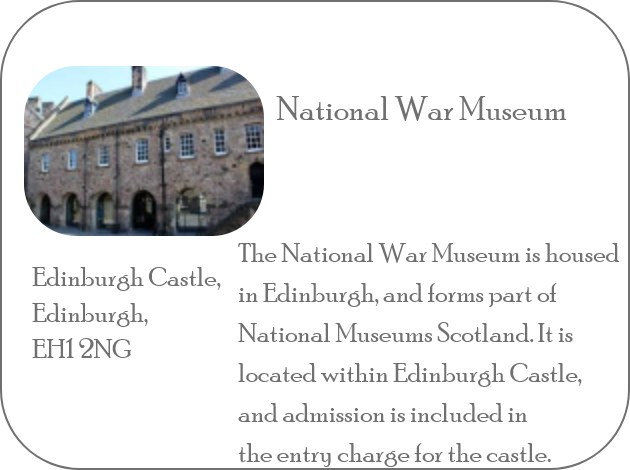 National War Museum
Edinburgh Castle,
Edinburgh,
EH1 2NG
The National War Museum is housed
in Edinburgh, and forms part of
National Museums Scotland. It is
located within Edinburgh Castle,
and admission is included in
the entry charge for the castle.